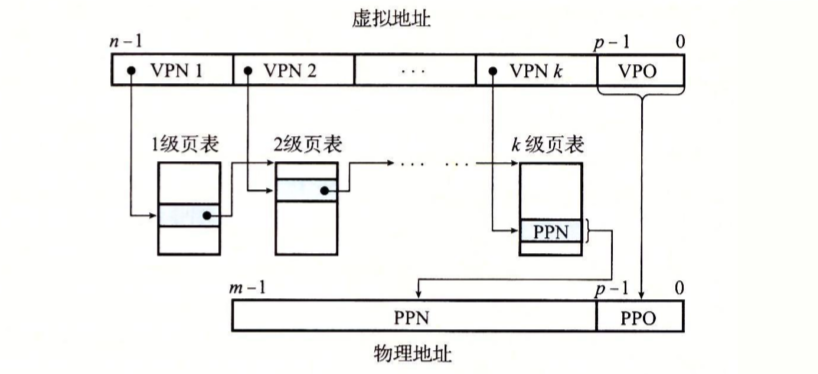 虚拟地址
n-1 p-1 0
VPN 1 VPN 2 ... VPN k VPO
1级页表 2级页表 k 级页表
... ...
PPN
m-1 p-1 0
PPN PPO
物理地址